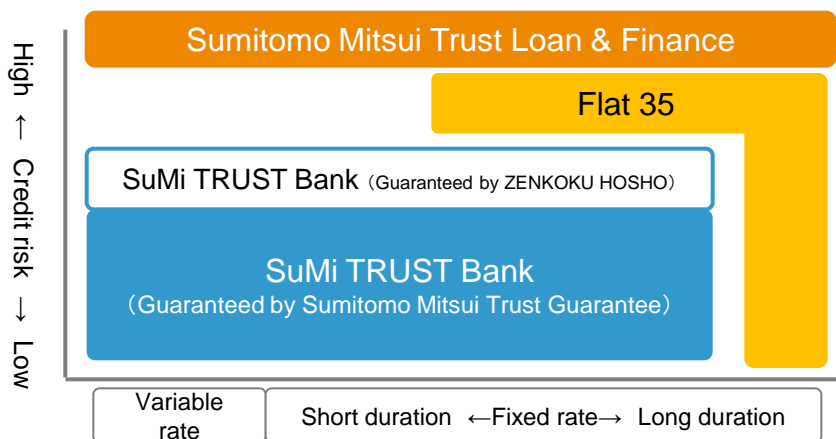 Sumitomo Mitsui Trust Loan & Finance
Flat 35
SuMi TRUST Bank（Guaranteed by ZENKOKU HOSHO）
SuMi TRUST Bank
（Guaranteed by Sumitomo Mitsui Trust Guarantee）
High ← Credit risk → Low
Variable
rate
Short duration ←Fixed rate→ Long duration